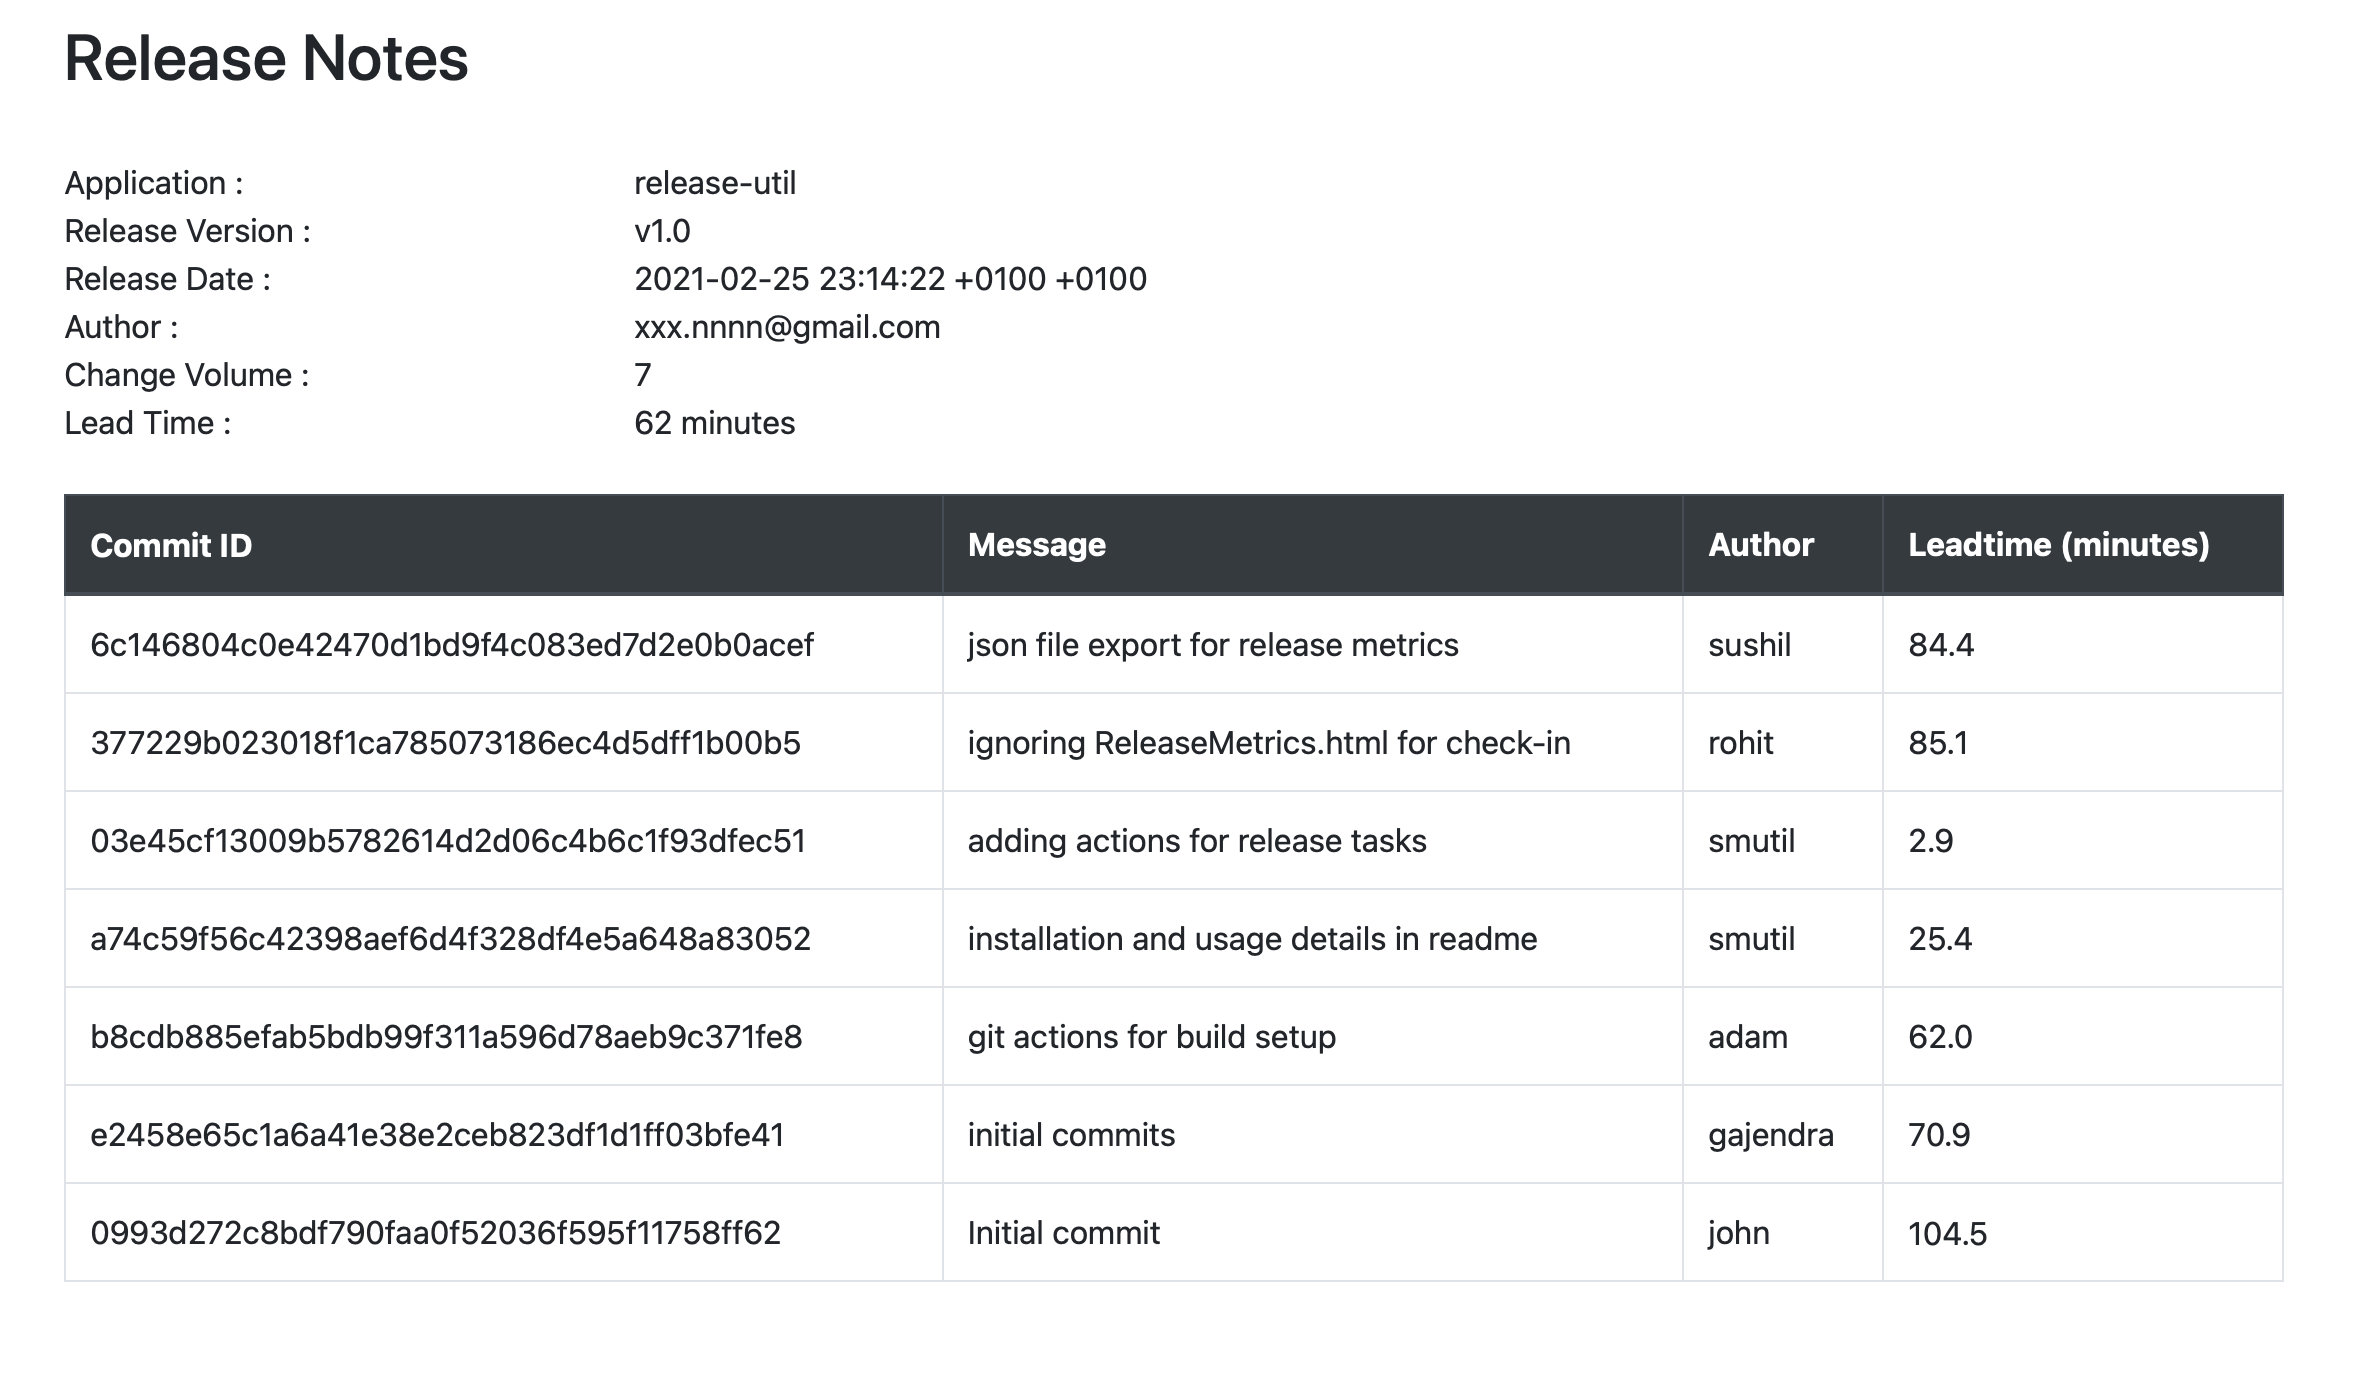 Release Notes
Application : release-util
Release Version : v1.0
Release Date : 2021-02-25 23:14:22 +0100 +0100
Author : xxx.nnnn@gmail.com
Change Volume : 7
Lead Time : 62 minutes
Commit ID Message Author Leadtime (minutes)
6c146804c0e42470d1bd9f4c083ed7d2e0b0acef json file export for release metrics sushil 84.4
377229b023018f1ca785073186ec4d5dff1b00b5 ignoring ReleaseMetrics.html for check-in rohit 85.1
03e45cf13009b5782614d2d06c4b6c1f93dfec51 adding actions for release tasks smutil 2.9
a74c59f56c42398aef6d4f328df4e5a648a83052 installation and usage details in readme smutil 25.4
b8cdb885efab5bdb99f311a596d78aeb9c371fe8 git actions for build setup adam 62.0
e2458e65c1a6a41e38e2ceb823df1d1ff03bfe41 initial commits gajendra 70.9
0993d272c8bdf790faa0f52036f595f11758ff62 Initial commit john 104.5